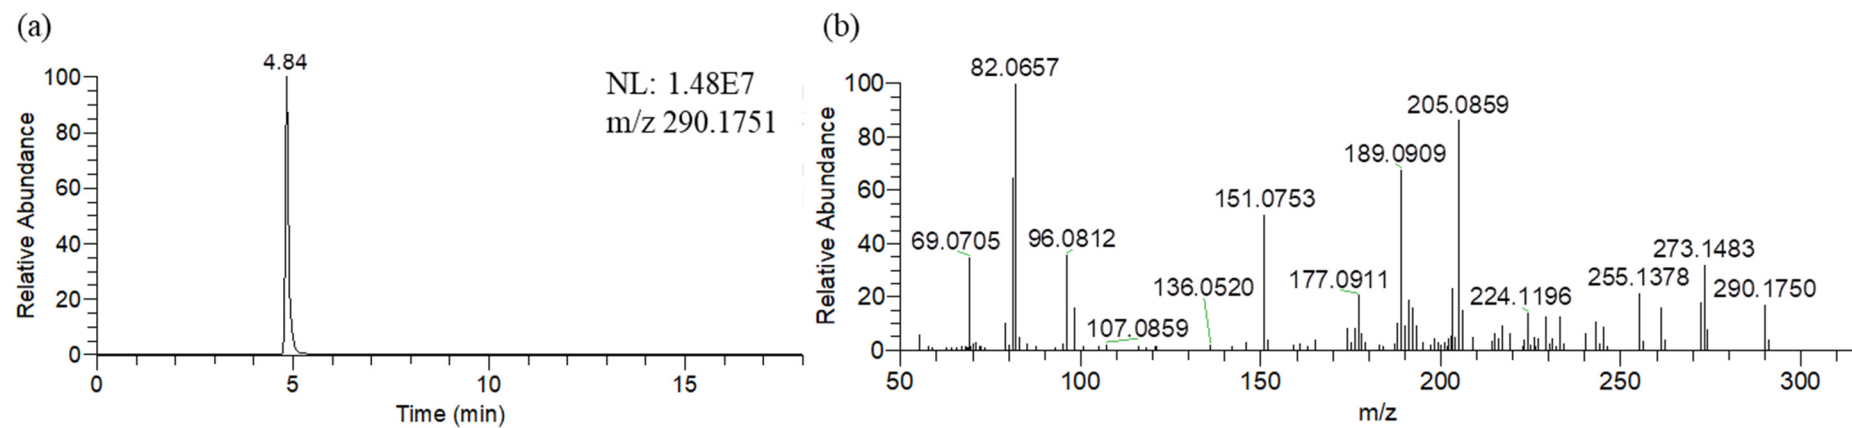 (a)
4.84
NL: 1.48E7
m/z 290.1751
Relative Abundance
100
80
60
40
20
0
0 5 10 15
Time (min)
(b)
82.0657
205.0859
189.0909
151.0753
69.0705
96.0812
136.0520
107.0859
177.0911
224.1196
255.1378
273.1483
290.1750
Relative Abundance
100
80
60
40
20
0
50 100 150 200 250 300
m/z